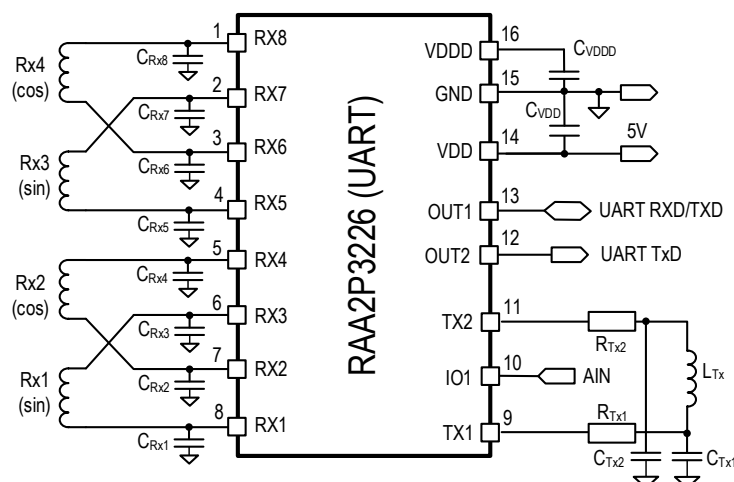 1
RX8
CRx8
Rx4
(cos)
2
RX7
CRx7
3
RX6
CRx6
Rx3
(sin)
4
RX5
CRx5
5
RX4
CRx4
Rx2
(cos)
6
RX3
CRx3
7
RX2
CRx2
Rx1
(sin)
8
RX1
CRx1
RAA2P3226 (UART)
16
VDDD
CVDDD
15
GND
CVDD
14
VDD
5V
13
OUT1
UART RXD/TXD
12
OUT2
UART TxD
11
TX2
RTx2
10
IO1
AIN
LTx
9
TX1
RTx1
CTx2
CTx1